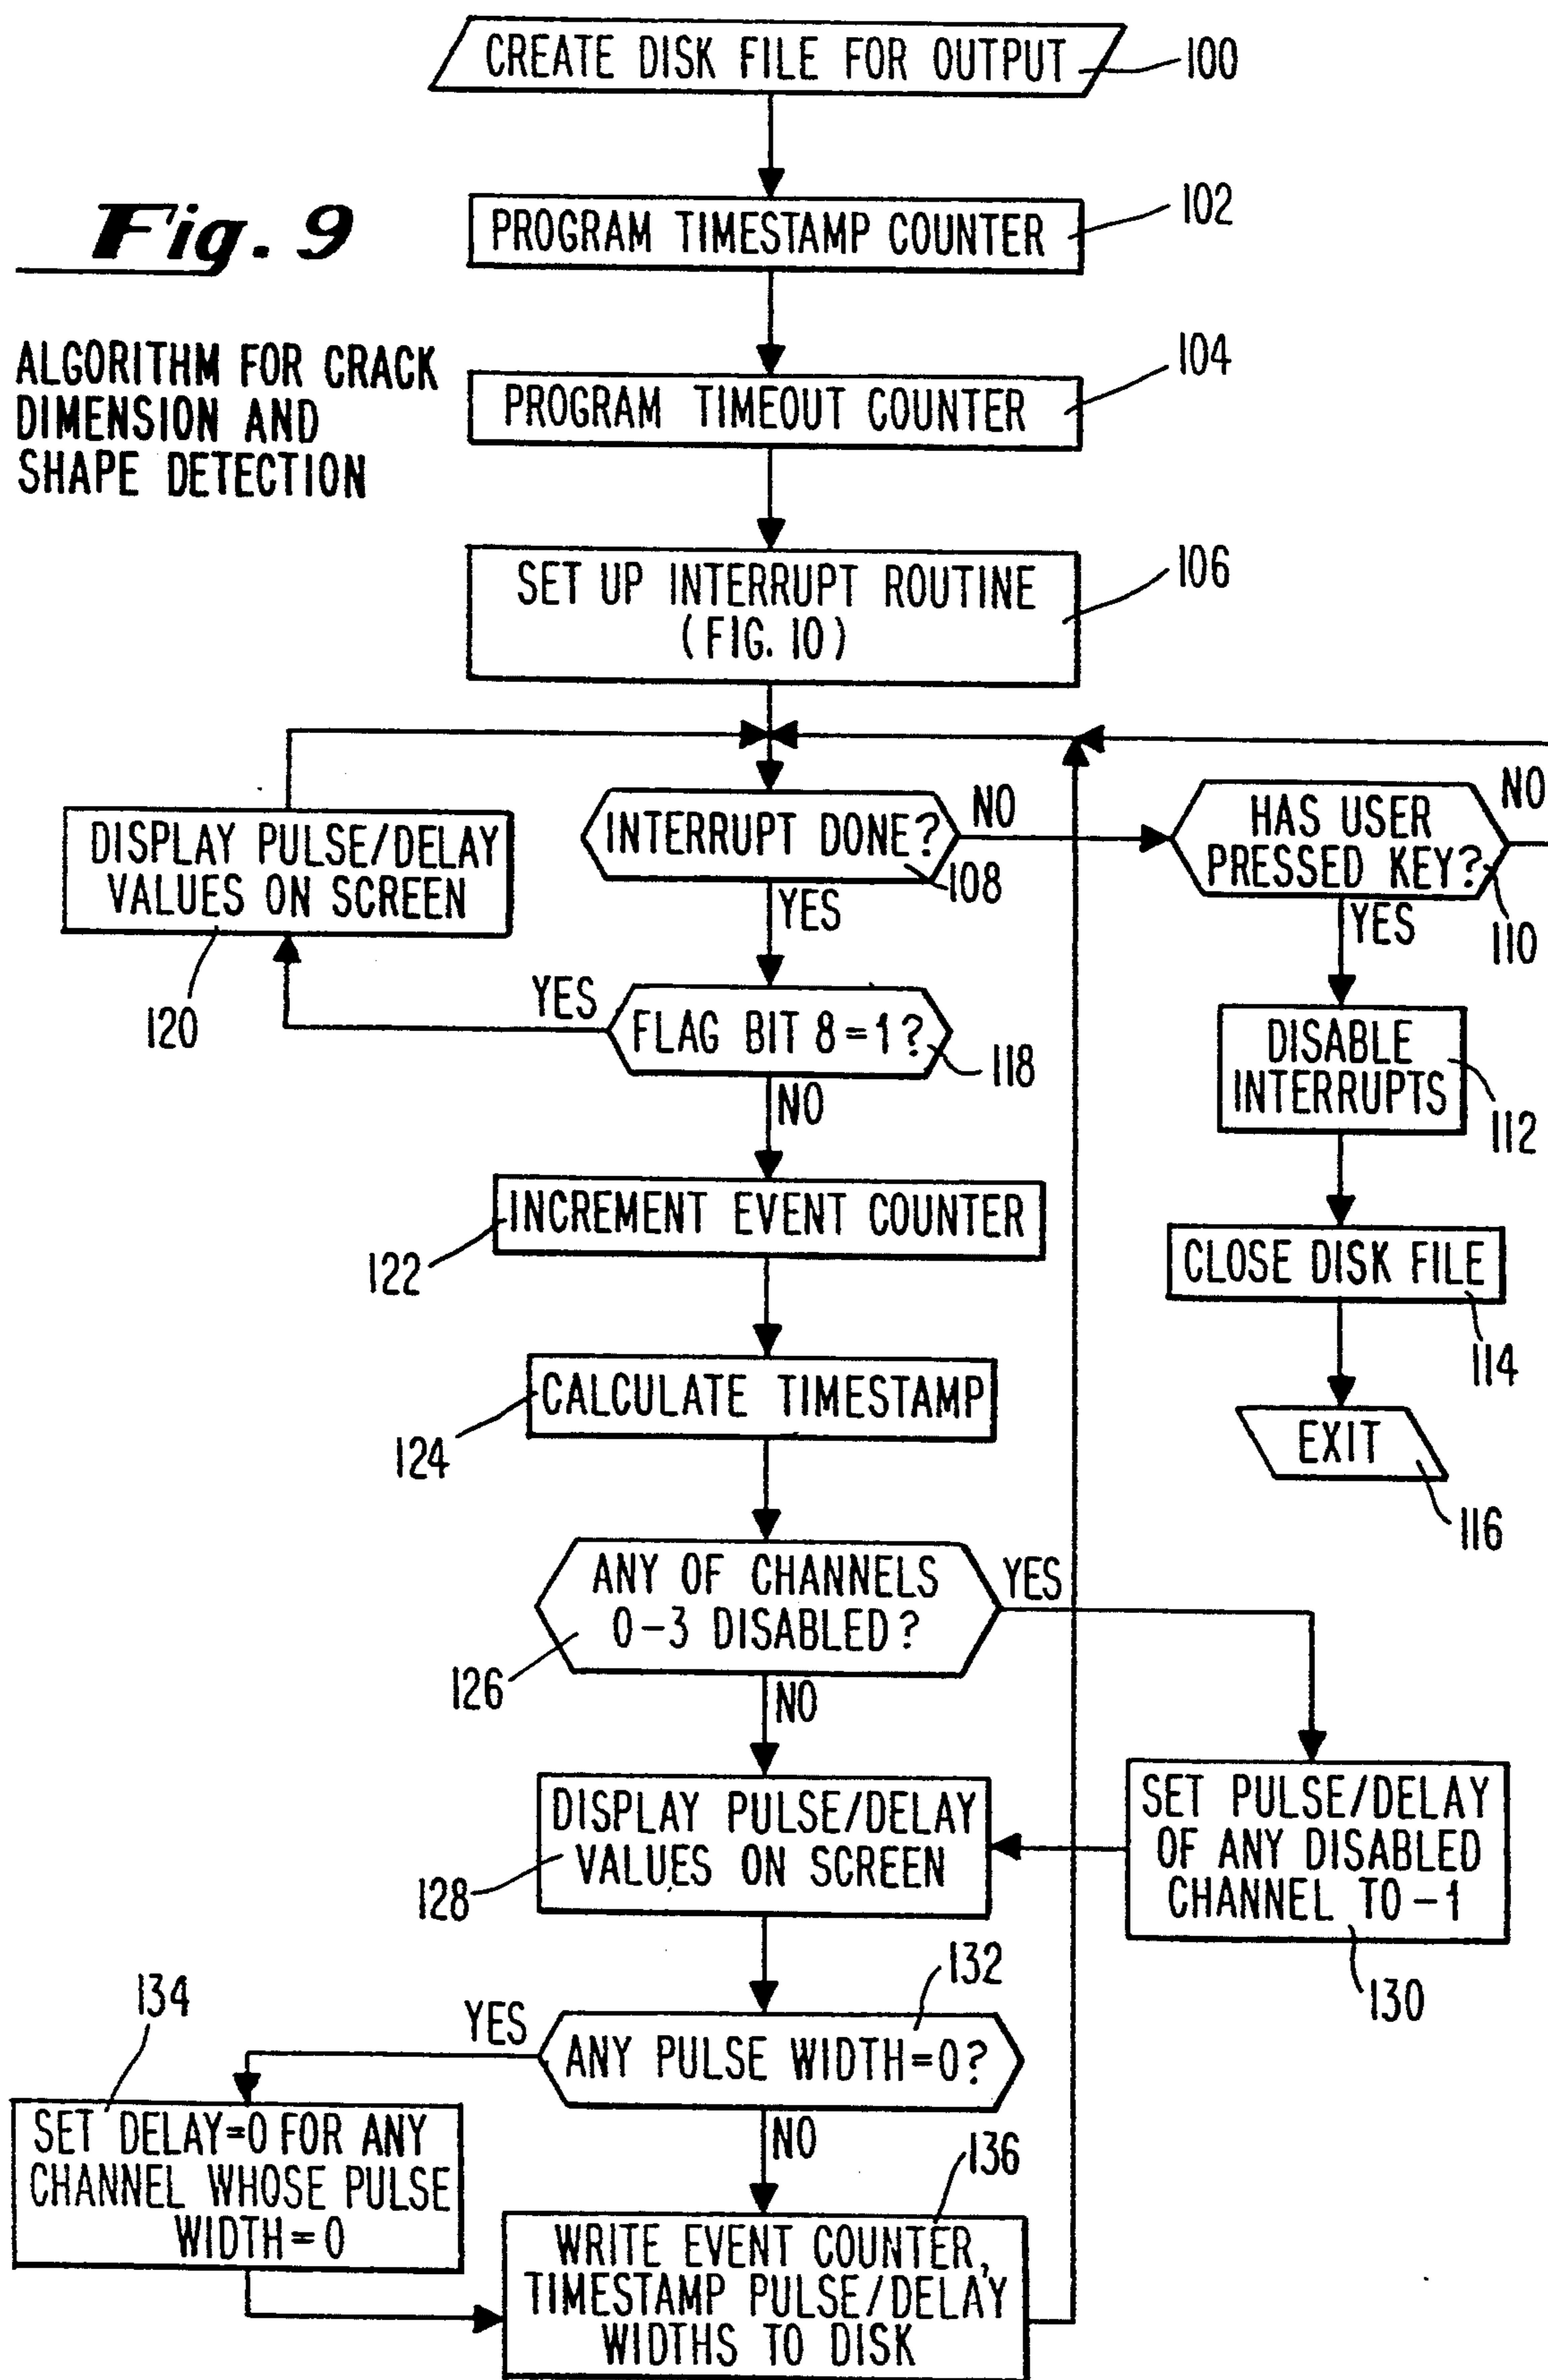 CREATE DISK FILE FOR OUTPUT
100
Fig. 9
PROGRAM TIMESTAMP COUNTER
102
ALGORITHM FOR CRACK
DIMENSION AND
SHAPE DETECTION
PROGRAM TIMEOUT COUNTER
104
SET UP INTERRUPT ROUTINE
(FIG. 10)
106
DISPLAY PULSE/DELAY
VALUES ON SCREEN
120
INTERRUPT DONE?
108
NO
YES
HAS USER
PRESSED KEY?
110
NO
YES
FLAG BIT 8=1?
118
YES
NO
DISABLE
INTERRUPTS
112
INCREMENT EVENT COUNTER
122
CLOSE DISK FILE
114
CALCULATE TIMESTAMP
124
EXIT
116
ANY OF CHANNELS
0-3 DISABLED?
126
YES
NO
DISPLAY PULSE/DELAY
VALUES ON SCREEN
128
SET PULSE/DELAY
OF ANY DISABLED
CHANNEL TO -1
130
132
ANY PULSE WIDTH=0?
YES
NO
134
SET DELAY=0 FOR ANY
CHANNEL WHOSE PULSE
WIDTH=0
136
WRITE EVENT COUNTER,
TIMESTAMP PULSE/DELAY
WIDTHS TO DISK